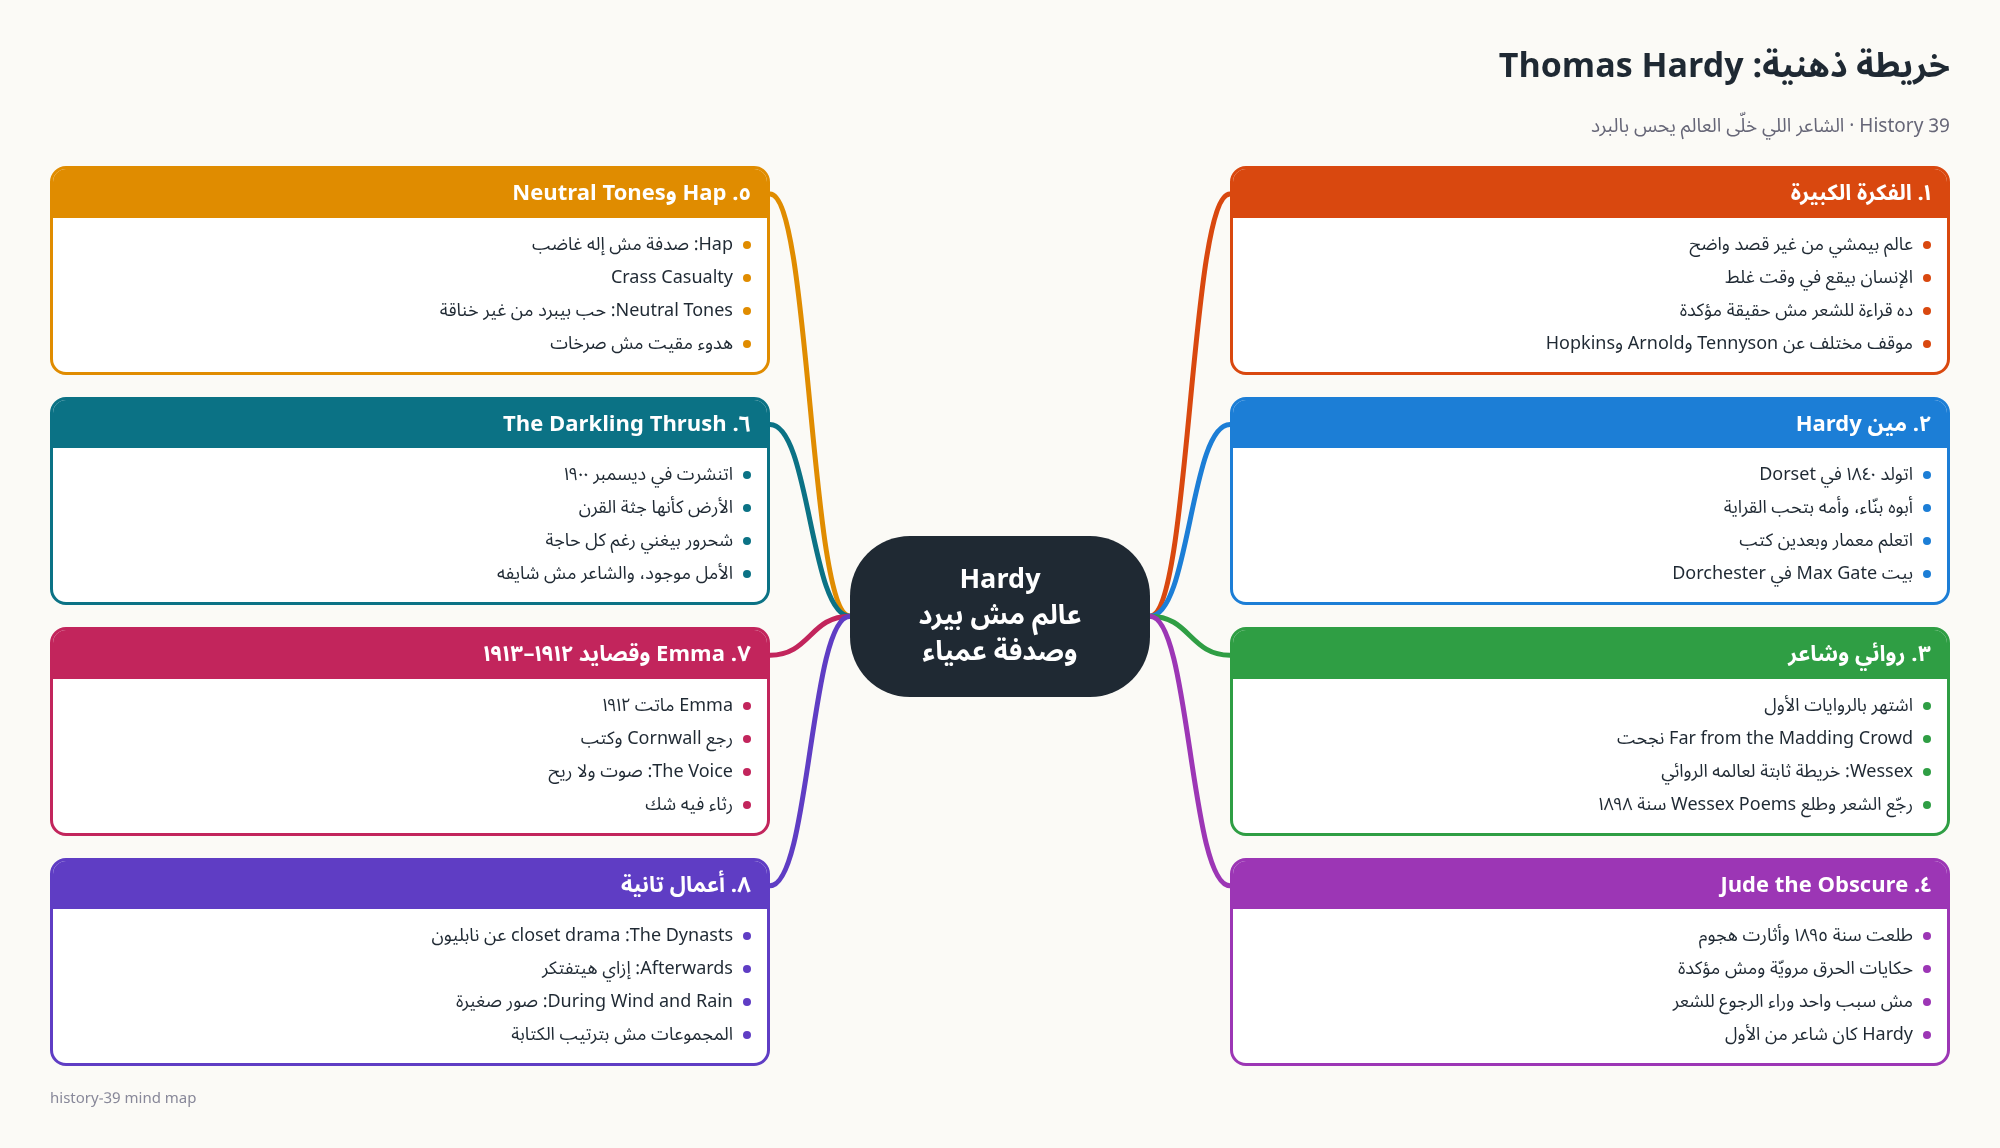 خريطة ذهنية: Thomas Hardy
History 39 · الشاعر اللي خلّى العالم يحس بالبرد
١. الفكرة الكبيرة
عالم بيمشي من غير قصد واضح
الإنسان بيقع في وقت غلط
ده قراءة للشعر مش حقيقة مؤكدة
موقف مختلف عن Tennyson وArnold وHopkins
٢. مين Hardy
اتولد ١٨٤٠ في Dorset
أبوه بنّاء، وأمه بتحب القراية
اتعلم معمار وبعدين كتب
بيت Max Gate في Dorchester
٣. روائي وشاعر
اشتهر بالروايات الأول
Far from the Madding Crowd نجحت
Wessex: خريطة ثابتة لعالمه الروائي
رجّع الشعر وطلع Wessex Poems سنة ١٨٩٨
٤. Jude the Obscure
طلعت سنة ١٨٩٥ وأثارت هجوم
حكايات الحرق مرويّة ومش مؤكدة
مش سبب واحد وراء الرجوع للشعر
Hardy كان شاعر من الأول
Hardy
عالم مش بيرد
وصدفة عمياء
٥. Hap وNeutral Tones
Hap: صدفة مش إله غاضب
Crass Casualty
Neutral Tones: حب بيبرد من غير خناقة
هدوء مقيت مش صرخات
٦. The Darkling Thrush
اتنشرت في ديسمبر ١٩٠٠
الأرض كأنها جثة القرن
شحرور بيغني رغم كل حاجة
الأمل موجود، والشاعر مش شايفه
٧. Emma وقصايد ١٩١٢–١٩١٣
Emma ماتت ١٩١٢
رجع Cornwall وكتب
The Voice: صوت ولا ريح
رثاء فيه شك
٨. أعمال تانية
The Dynasts: closet drama عن نابليون
Afterwards: إزاي هيتفتكر
During Wind and Rain: صور صغيرة
المجموعات مش بترتيب الكتابة
history-39 mind map